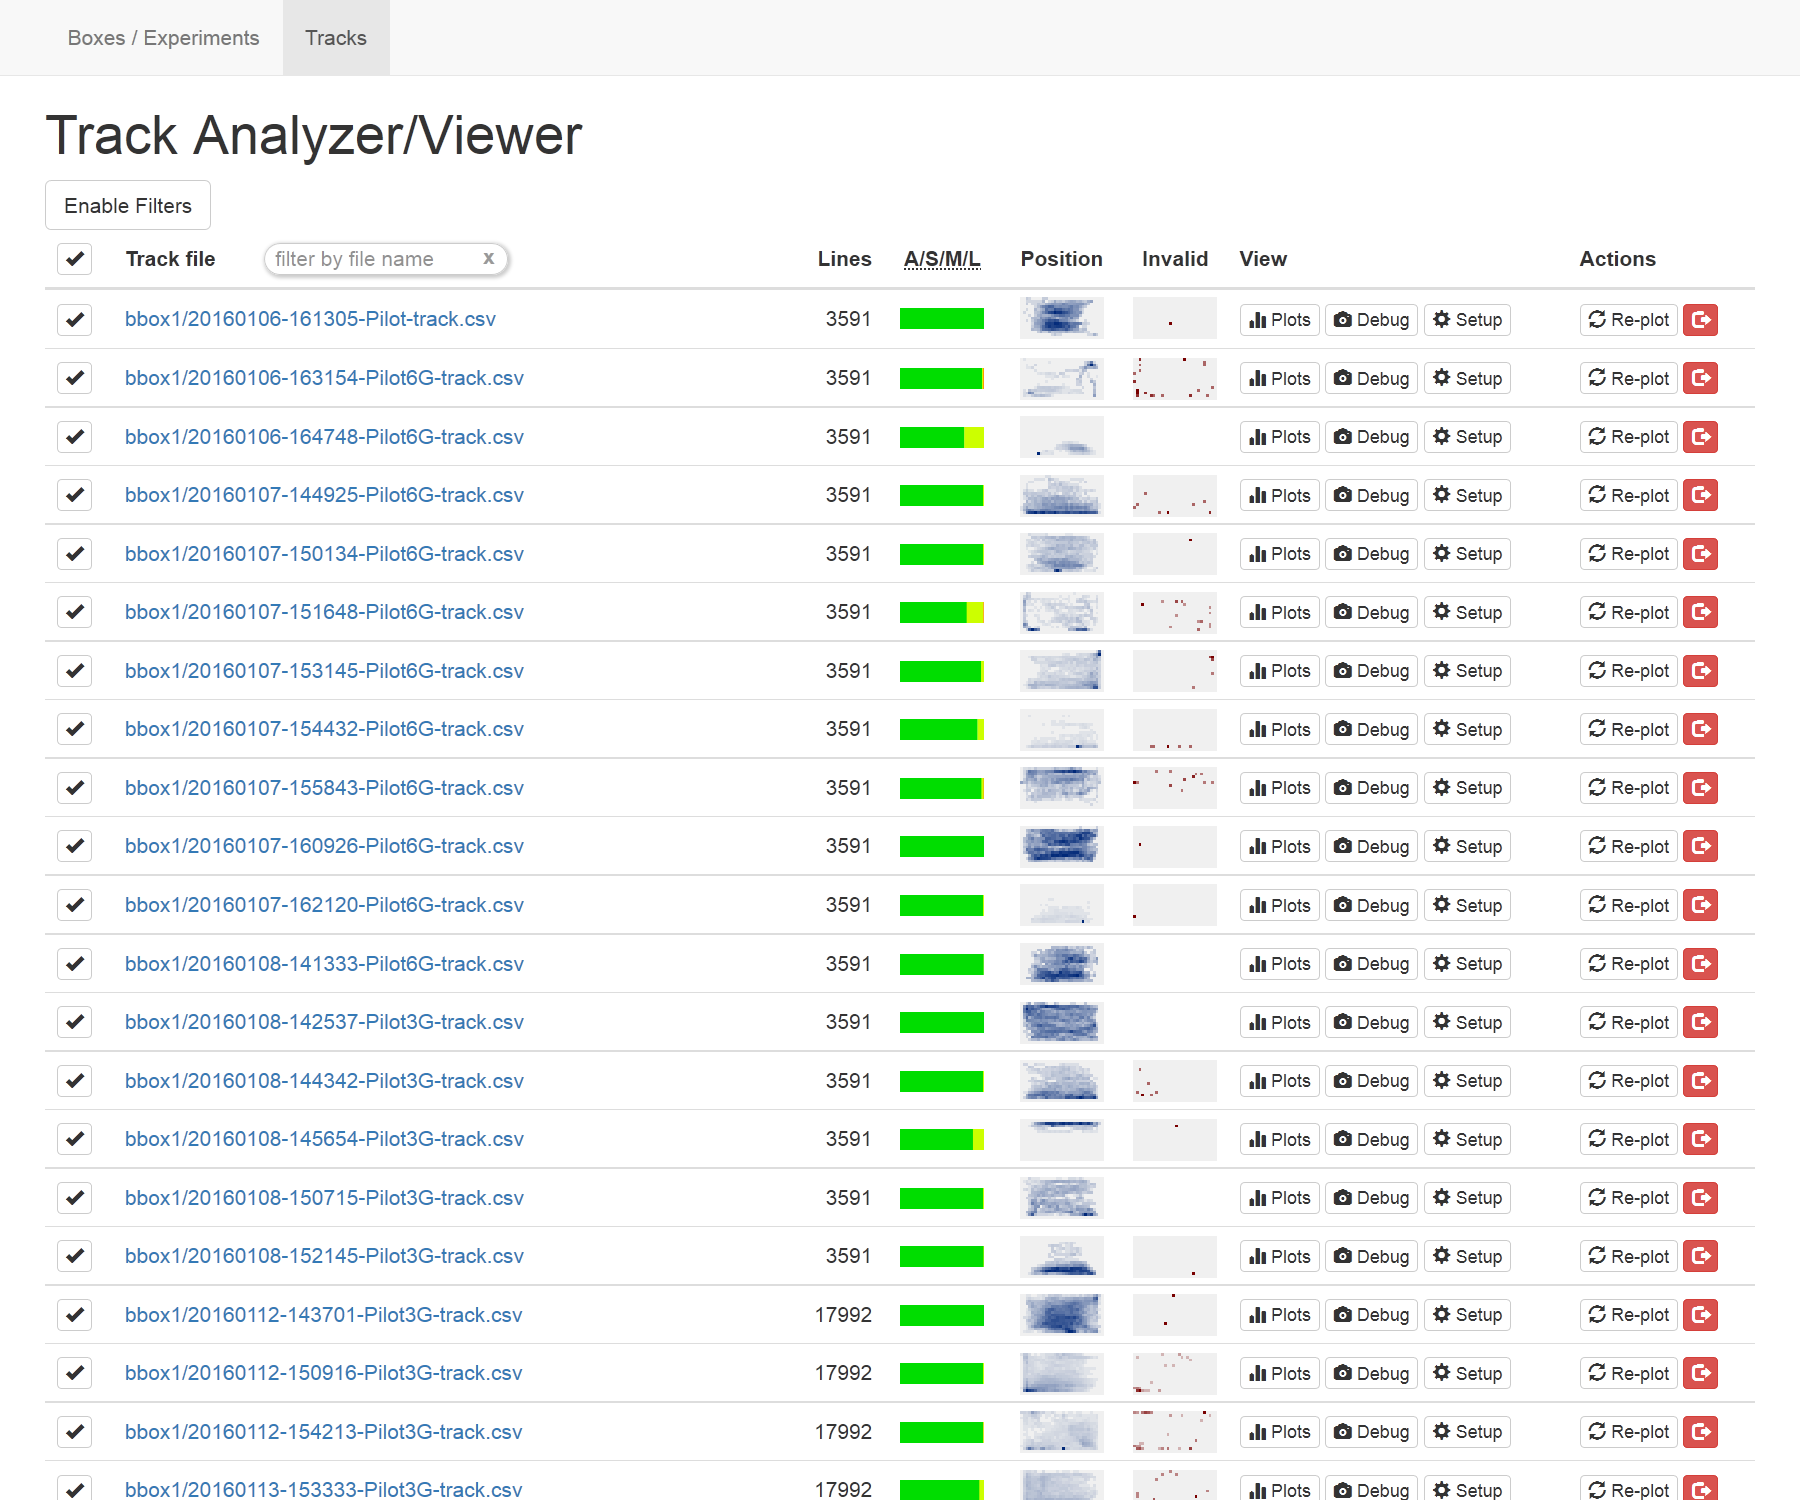 Boxes / Experiments Tracks
Track Analyzer/Viewer
Enable Filters
Track file filter by file name x Lines A/S/M/L Position Invalid View Actions
bbox1/20160106-161305-Pilot-track.csv 3591 Plots Debug Setup Re-plot
bbox1/20160106-163154-Pilot6G-track.csv 3591 Plots Debug Setup Re-plot
bbox1/20160106-164748-Pilot6G-track.csv 3591 Plots Debug Setup Re-plot
bbox1/20160107-144925-Pilot6G-track.csv 3591 Plots Debug Setup Re-plot
bbox1/20160107-150134-Pilot6G-track.csv 3591 Plots Debug Setup Re-plot
bbox1/20160107-151648-Pilot6G-track.csv 3591 Plots Debug Setup Re-plot
bbox1/20160107-153145-Pilot6G-track.csv 3591 Plots Debug Setup Re-plot
bbox1/20160107-154432-Pilot6G-track.csv 3591 Plots Debug Setup Re-plot
bbox1/20160107-155843-Pilot6G-track.csv 3591 Plots Debug Setup Re-plot
bbox1/20160107-160926-Pilot6G-track.csv 3591 Plots Debug Setup Re-plot
bbox1/20160107-162120-Pilot6G-track.csv 3591 Plots Debug Setup Re-plot
bbox1/20160108-141333-Pilot6G-track.csv 3591 Plots Debug Setup Re-plot
bbox1/20160108-142537-Pilot3G-track.csv 3591 Plots Debug Setup Re-plot
bbox1/20160108-144342-Pilot3G-track.csv 3591 Plots Debug Setup Re-plot
bbox1/20160108-145654-Pilot3G-track.csv 3591 Plots Debug Setup Re-plot
bbox1/20160108-150715-Pilot3G-track.csv 3591 Plots Debug Setup Re-plot
bbox1/20160108-152145-Pilot3G-track.csv 3591 Plots Debug Setup Re-plot
bbox1/20160112-143701-Pilot3G-track.csv 17992 Plots Debug Setup Re-plot
bbox1/20160112-150916-Pilot3G-track.csv 17992 Plots Debug Setup Re-plot
bbox1/20160112-154213-Pilot3G-track.csv 17992 Plots Debug Setup Re-plot
bbox1/20160113-153333-Pilot3G-track.csv 17992 Plots Debug Setup Re-plot